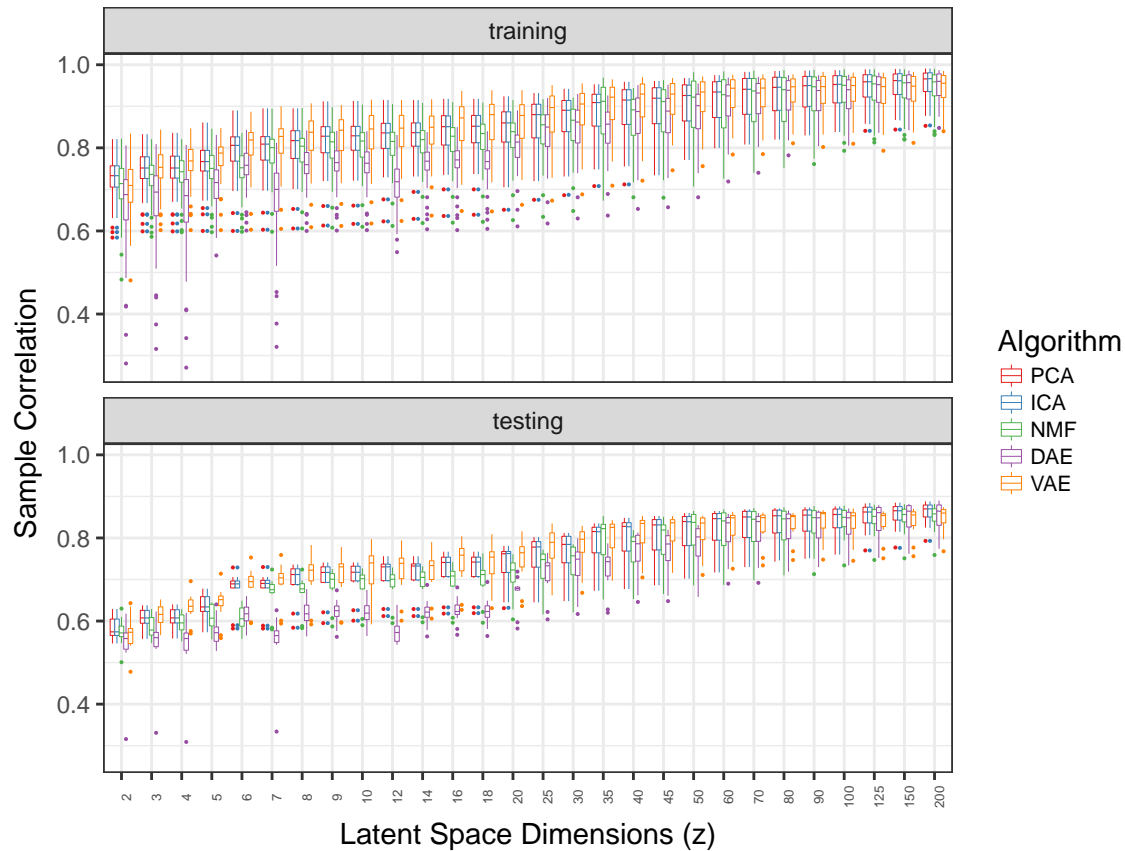 training
1.0
0.8
0.6
0.4
testing
1.0
0.8
0.6
0.4
Sample Correlation
2 3 4 5 6 7 8 9 10 12 14 16 18 20 25 30 35 40 45 50 60 70 80 90 100 125 150 200
Latent Space Dimensions (z)
Algorithm
PCA
ICA
NMF
DAE
VAE